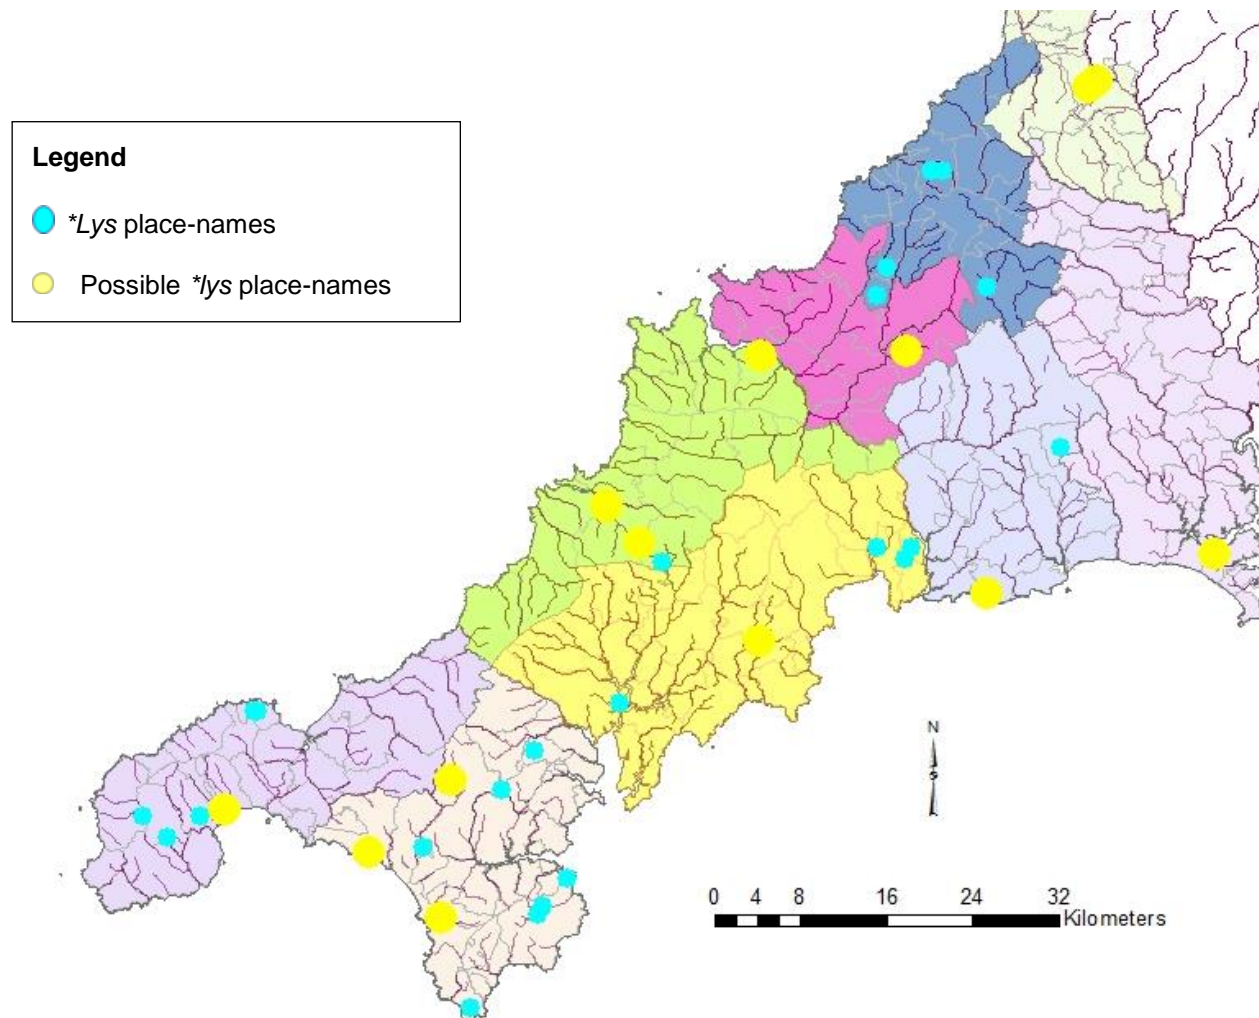 Legend
*Lys place-names
Possible *lys place-names
N
S
0 4 8 16 24 32
Kilometers